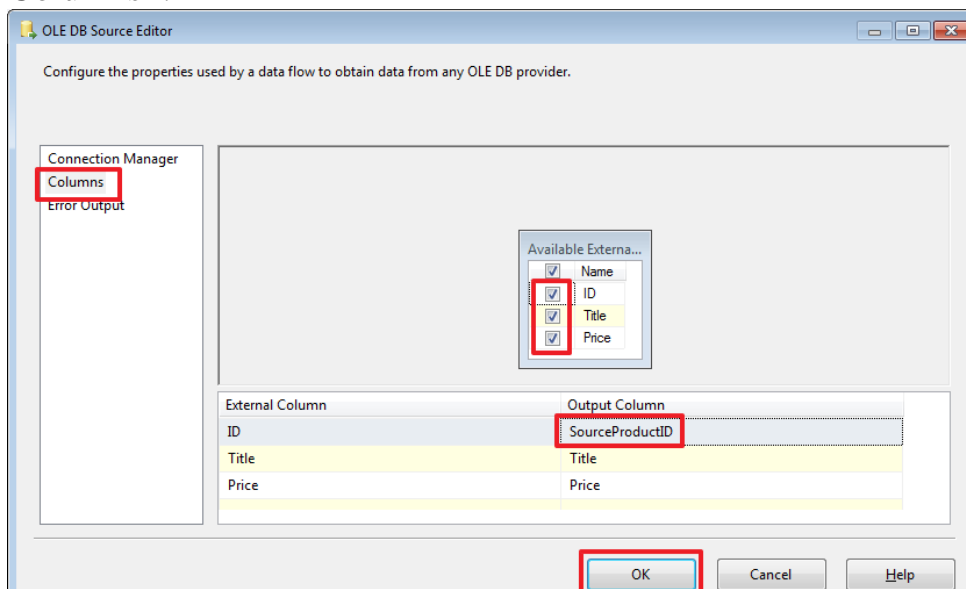 OLE DB Source Editor
Configure the properties used by a data flow to obtain data from any OLE DB provider.
Connection Manager
Columns
Error Output
Available Externa...
Name
ID
Title
Price
External Column Output Column
ID SourceProductID
Title Title
Price Price
OK Cancel Help